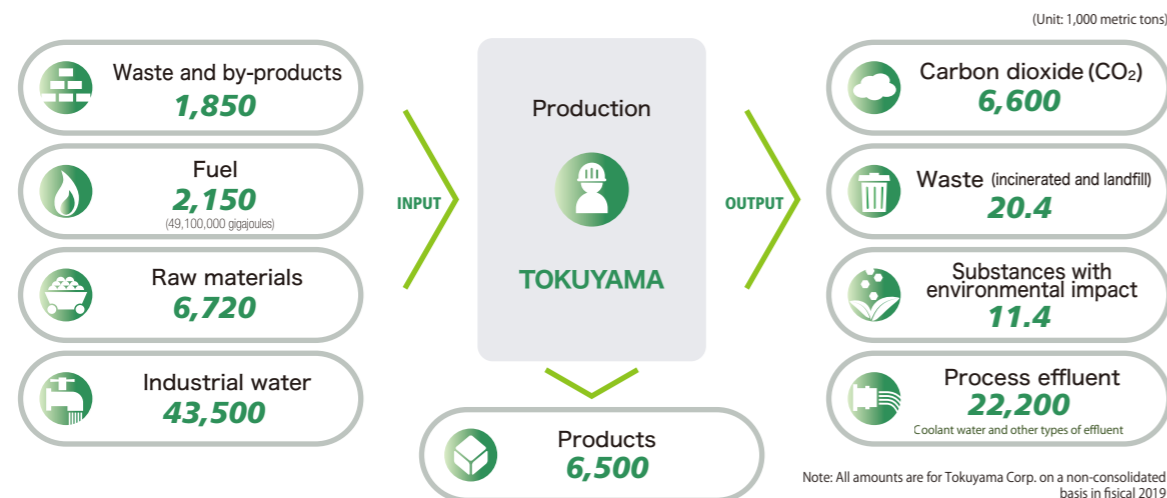 (Unit: 1,000 metric tons)
Waste and by-products
1,850
Fuel
2,150
(49,100,000 gigajoules)
Raw materials
6,720
Industrial water
43,500
INPUT
Production
TOKUYAMA
OUTPUT
Products
6,500
Carbon dioxide (CO₂)
6,600
Waste (incinerated and landfill)
20.4
Substances with
environmental impact
11.4
Process effluent
22,200
Coolant water and other types of effluent
Note: All amounts are for Tokuyama Corp. on a non-consolidated
basis in fisical 2019